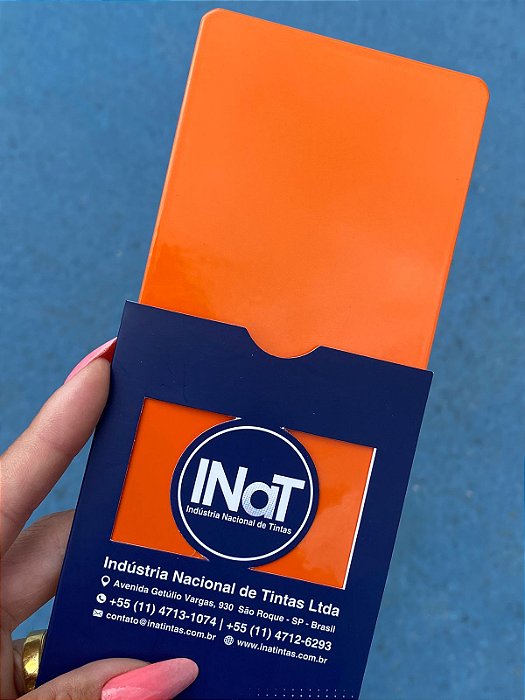 INaT
Indústria Nacional de Tintas
Indústria Nacional de Tintas Ltda
Avenida Getúlio Vargas, 930 São Roque - SP - Brasil
+55 (11) 4713-1074 | +55 (11) 4712-6293
contato@inatintas.com.br www.inatintas.com.br